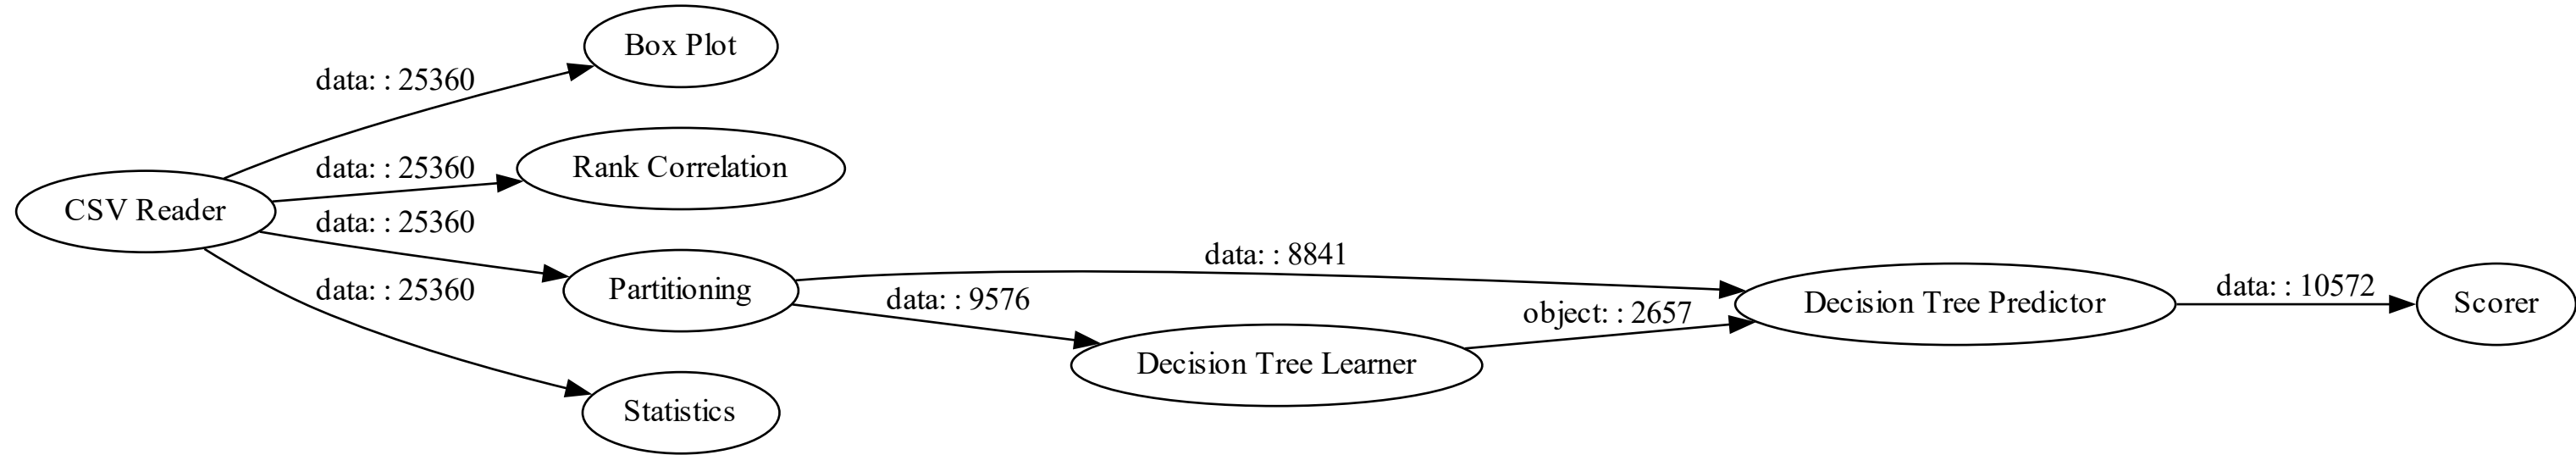 Box Plot
data: : 25360
data: : 25360
Rank Correlation
CSV Reader
data: : 25360
data: : 8841
Partitioning
data: : 25360
data: : 9576
object: : 2657
Decision Tree Predictor
data: : 10572
Scorer
Decision Tree Learner
Statistics